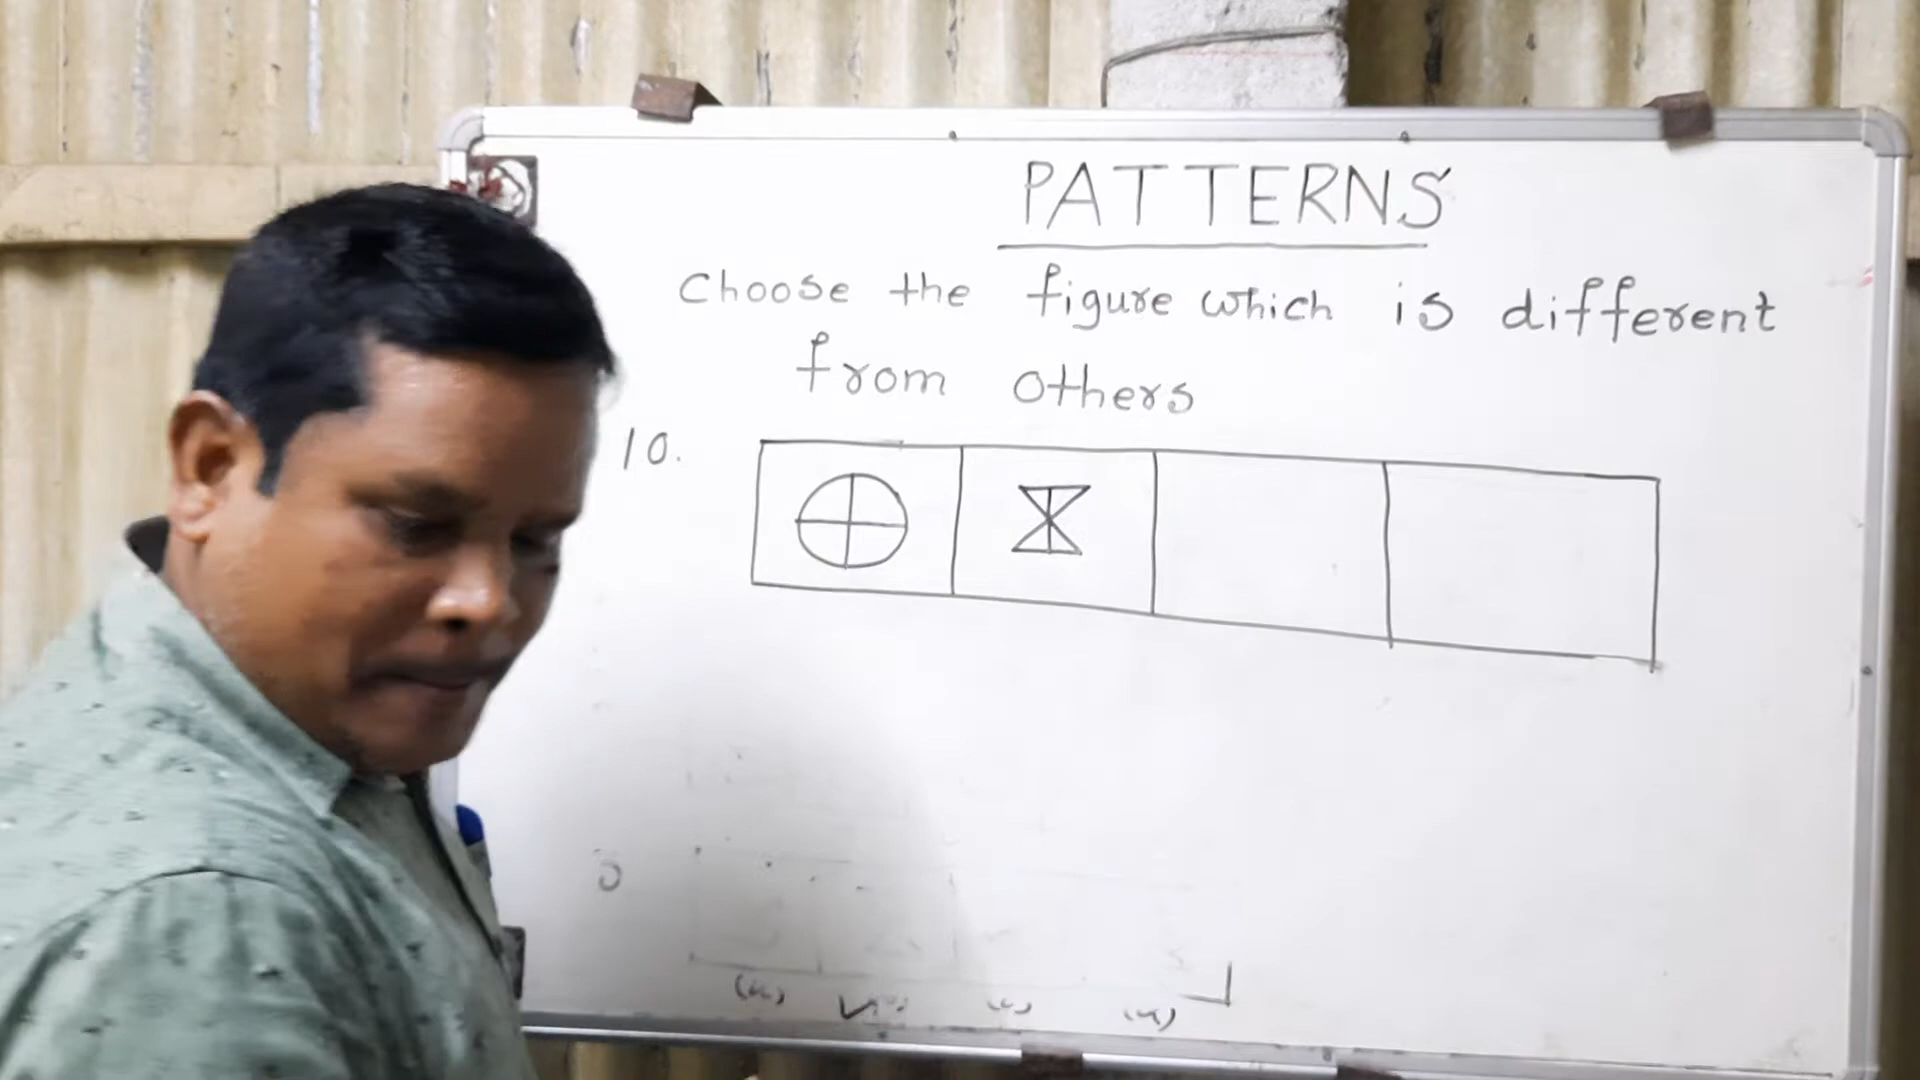 PATTERNS
Choose the figure which is different
from others
10.